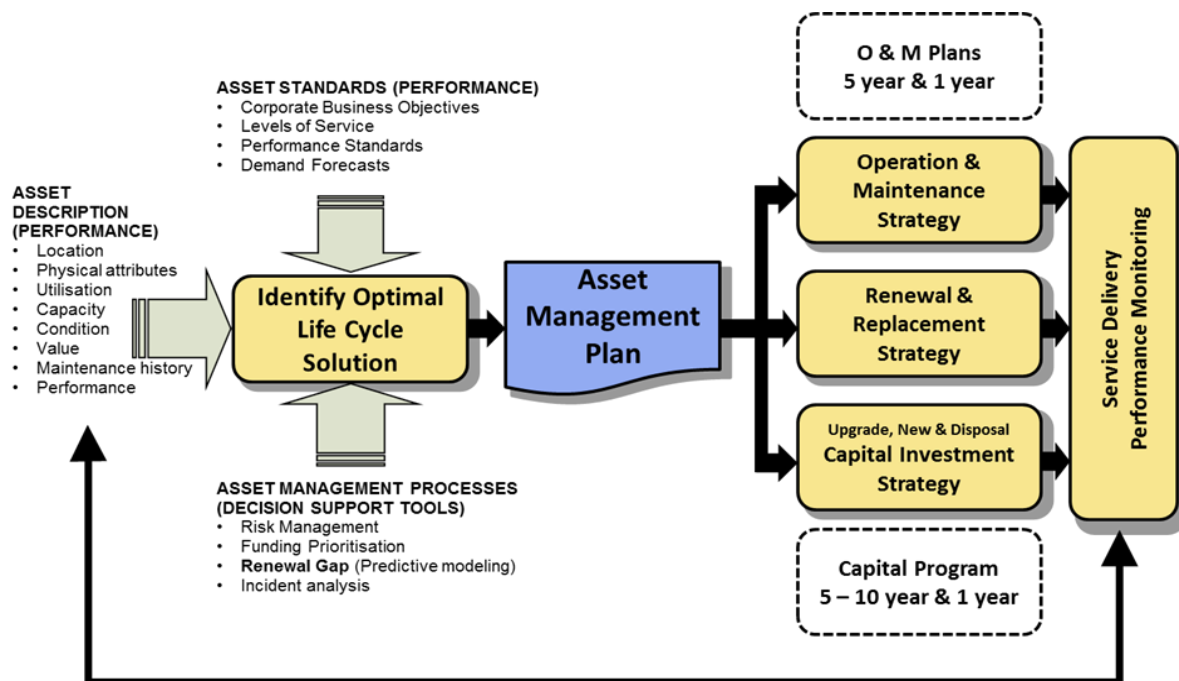 ASSET STANDARDS (PERFORMANCE)
• Corporate Business Objectives
• Levels of Service
• Performance Standards
• Demand Forecasts
ASSET
DESCRIPTION
(PERFORMANCE)
• Location
• Physical attributes
• Utilisation
• Capacity
• Condition
• Value
• Maintenance history
• Performance
Identify Optimal
Life Cycle
Solution
ASSET MANAGEMENT PROCESSES
(DECISION SUPPORT TOOLS)
• Risk Management
• Funding Prioritisation
• Renewal Gap (Predictive modeling)
• Incident analysis
Asset
Management
Plan
O & M Plans
5 year & 1 year
Operation &
Maintenance
Strategy
Renewal &
Replacement
Strategy
Upgrade, New & Disposal
Capital Investment
Strategy
Capital Program
5 – 10 year & 1 year
Service Delivery
Performance Monitoring